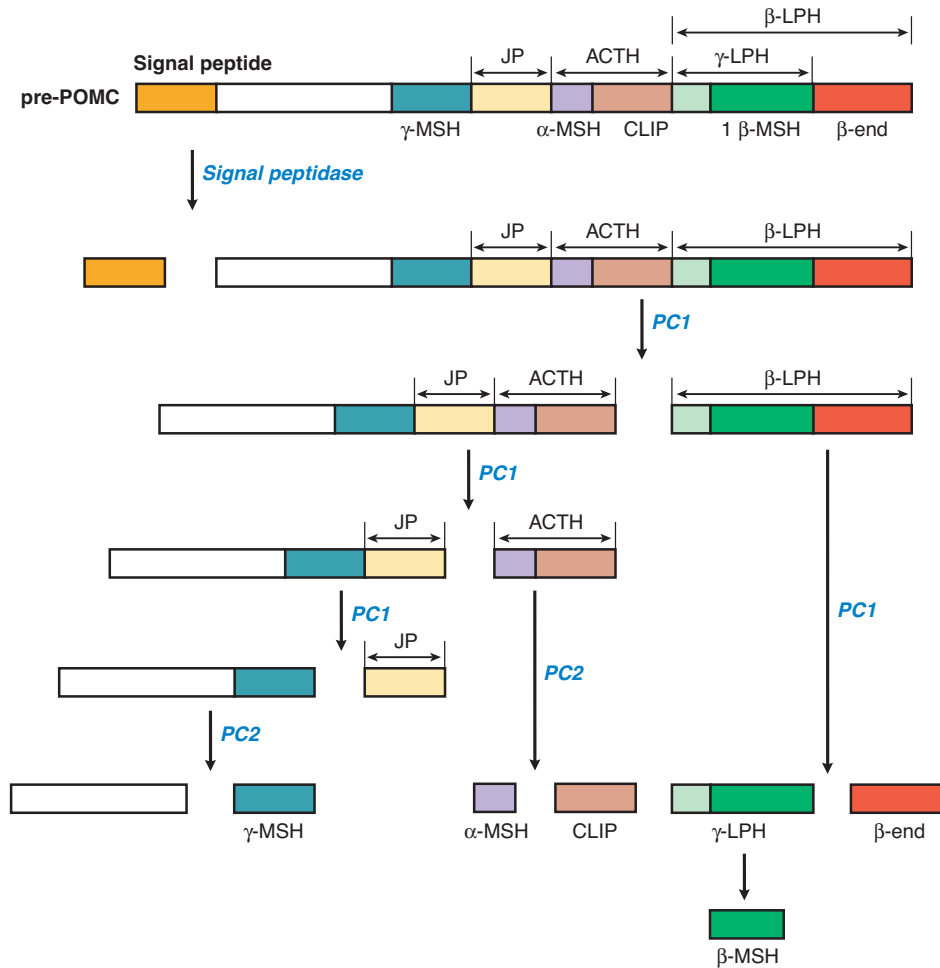 β-LPH
Signal peptide
JP ACTH γ-LPH
pre-POMC
γ-MSH α-MSH CLIP 1 β-MSH β-end
Signal peptidase
JP ACTH β-LPH
PC1
JP ACTH β-LPH
PC1
JP ACTH
PC1
PC1
JP
PC2
PC2
γ-MSH α-MSH CLIP γ-LPH β-end
β-MSH